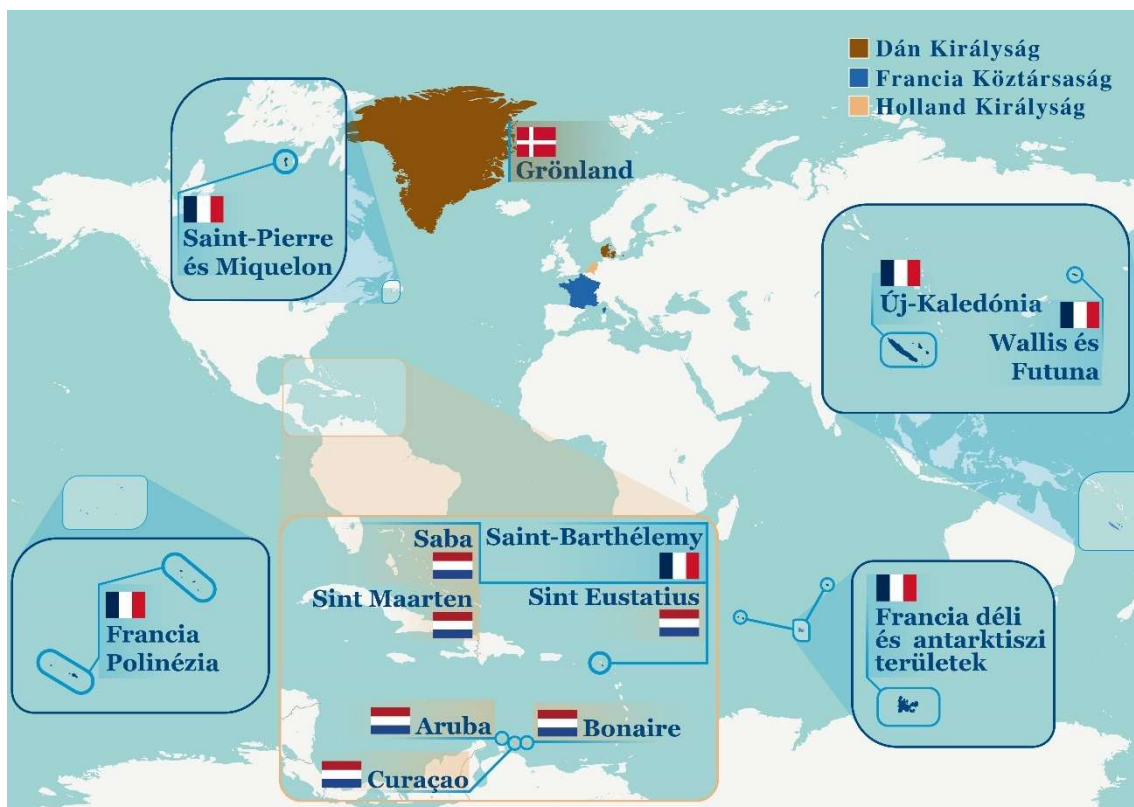 Dán Királyság
Francia Köztársaság
Holland Királyság
Grönland
Saint-Pierre
és Miquelon
Új-Kaledónia
Wallis és
Futuna
Saba
Saint-Barthélemy
Sint Maarten
Sint Eustatius
Francia
Polinézia
Francia déli
és antarktiszi
területek
Aruba
Bonaire
Curaçao